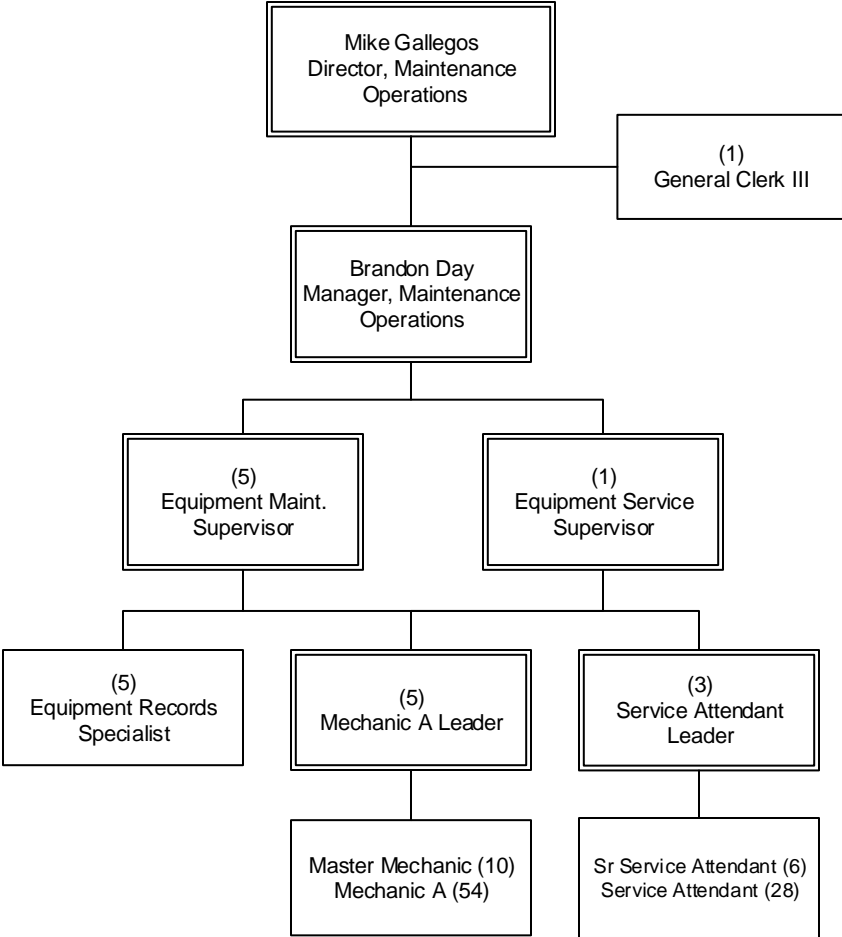 Mike Gallegos
Director, Maintenance
Operations
(1)
General Clerk III
Brandon Day
Manager, Maintenance
Operations
(5)
Equipment Maint.
Supervisor
(1)
Equipment Service
Supervisor
(5)
Equipment Records
Specialist
(5)
Mechanic A Leader
(3)
Service Attendant
Leader
Master Mechanic (10)
Mechanic A (54)
Sr Service Attendant (6)
Service Attendant (28)